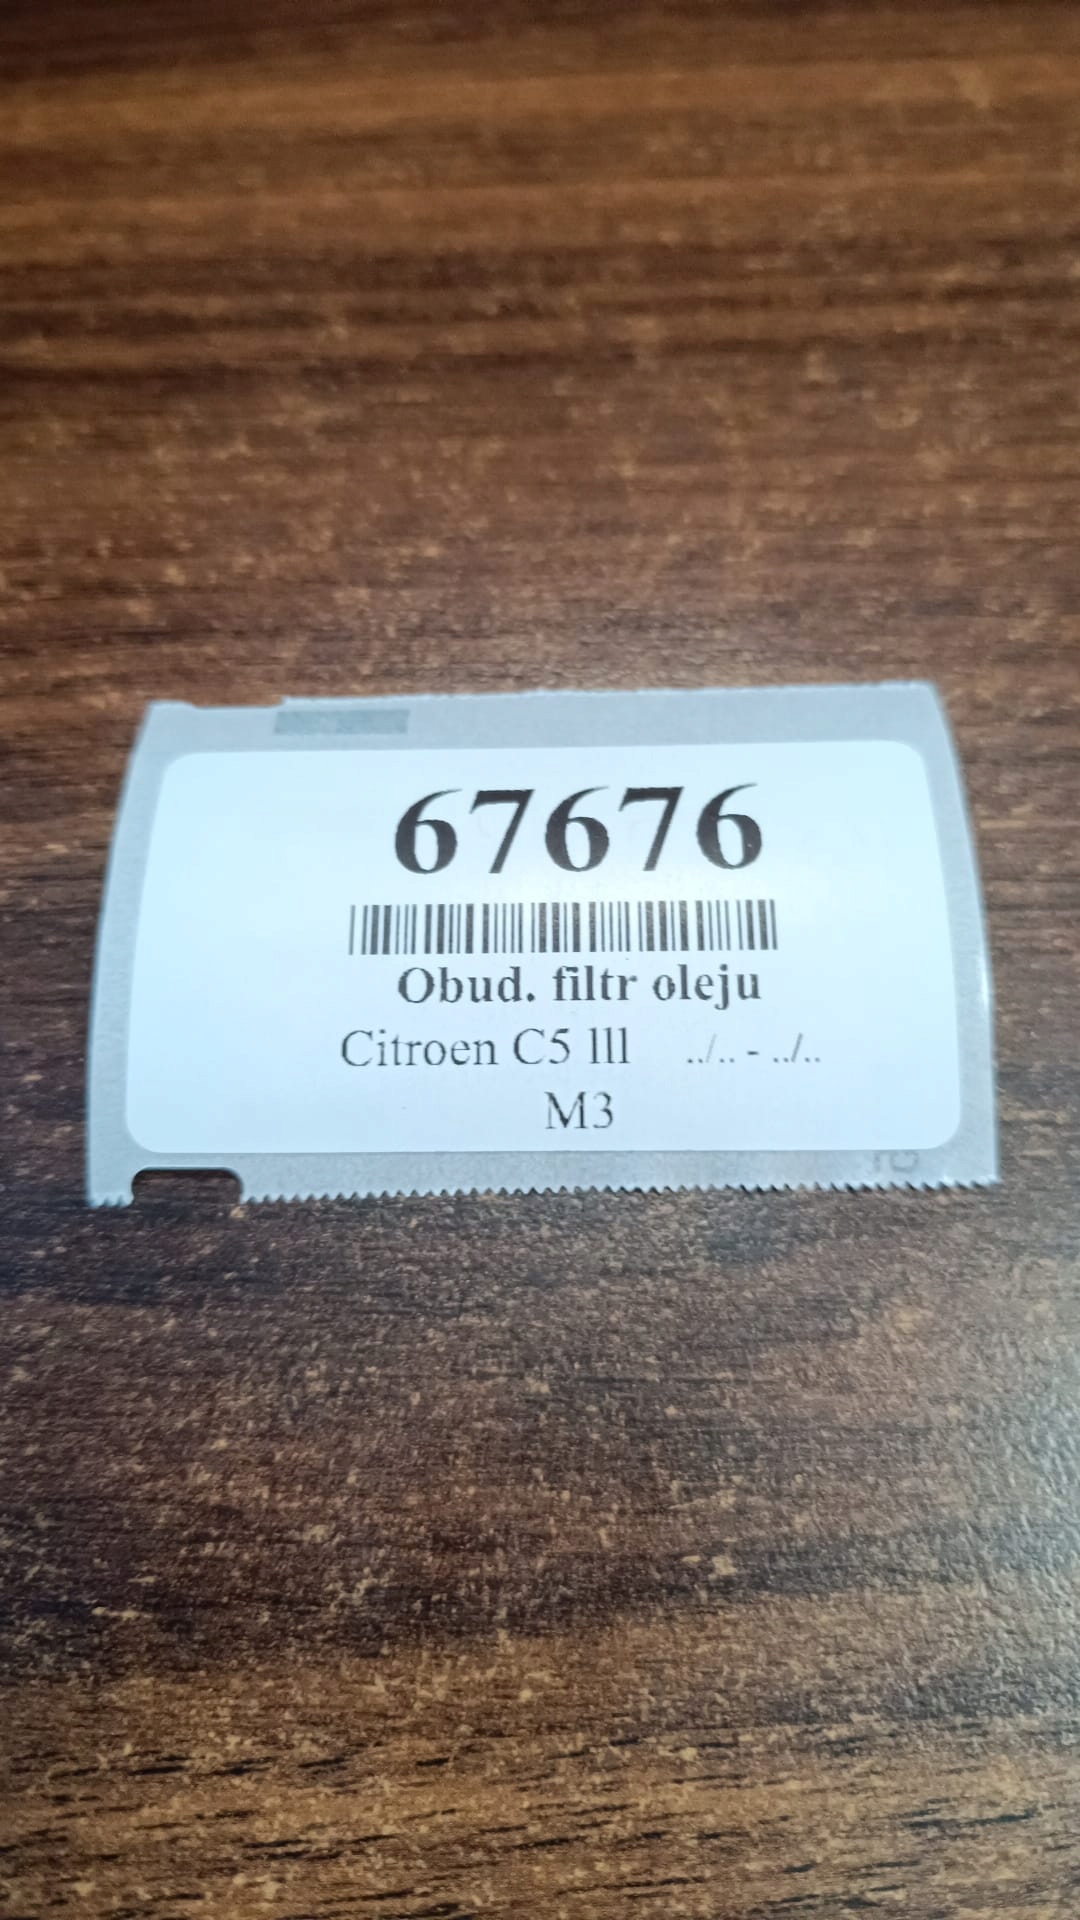 67676
Obud. filtr oleju
Citroen C5 lll ../.. - ../..
M3